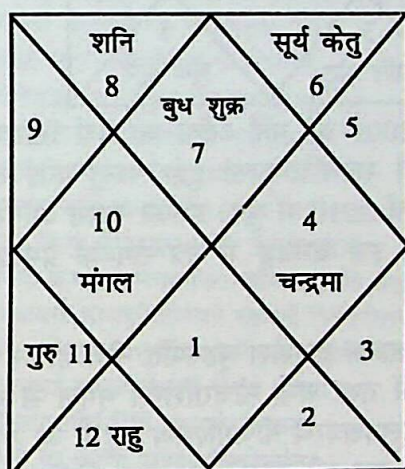 शनि सूर्य केतु
8 6
बुध शुक्र
9 5
7
10 4
मंगल चन्द्रमा
गुरु 11 1 3
2
12 राहु